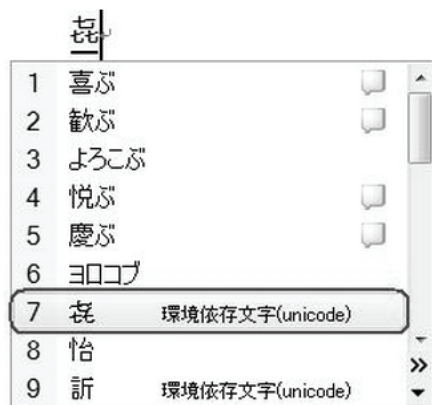 㐂
1 喜ぶ
2 歓ぶ
3 よろこぶ
4 悦ぶ
5 慶ぶ
6 ヨロコブ
7 㐂 環境依存文字(unicode)
8 怡
9 訢 環境依存文字(unicode)